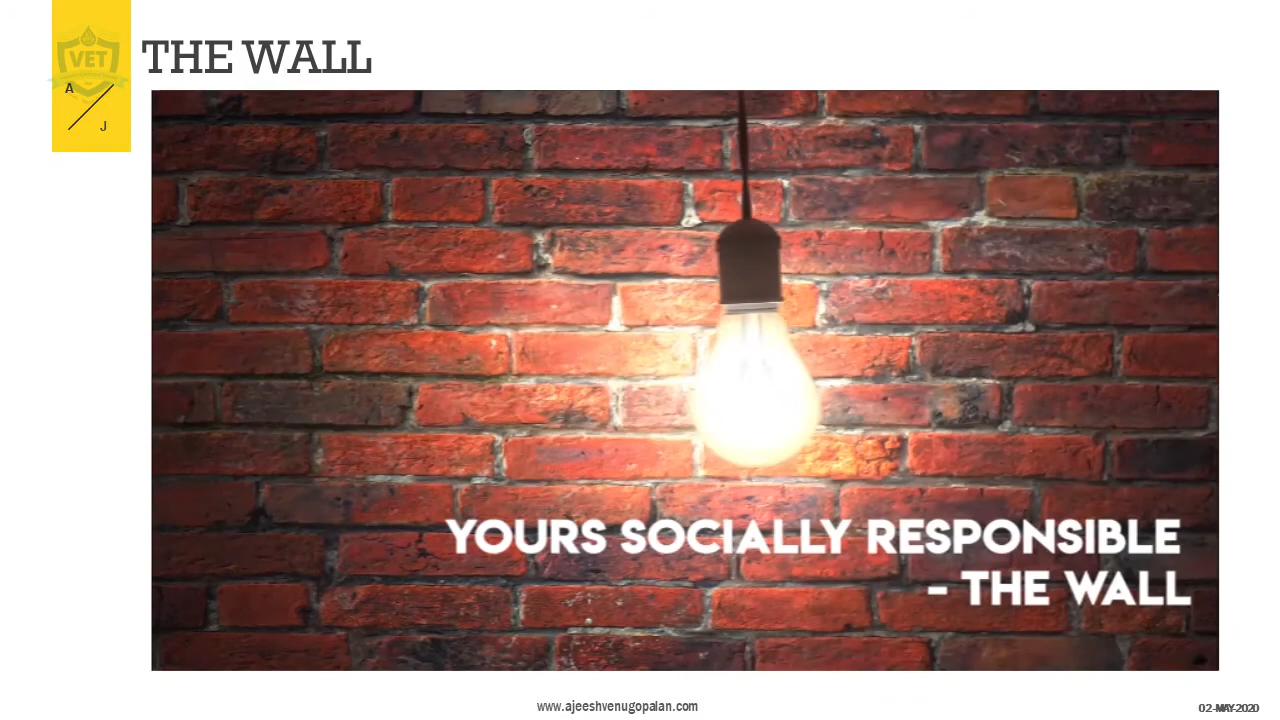 VET
THE WALL
A
J
YOURS SOCIALLY RESPONSIBLE
- THE WALL
www.ajeeshvenugopalan.com
02-MAY-2020